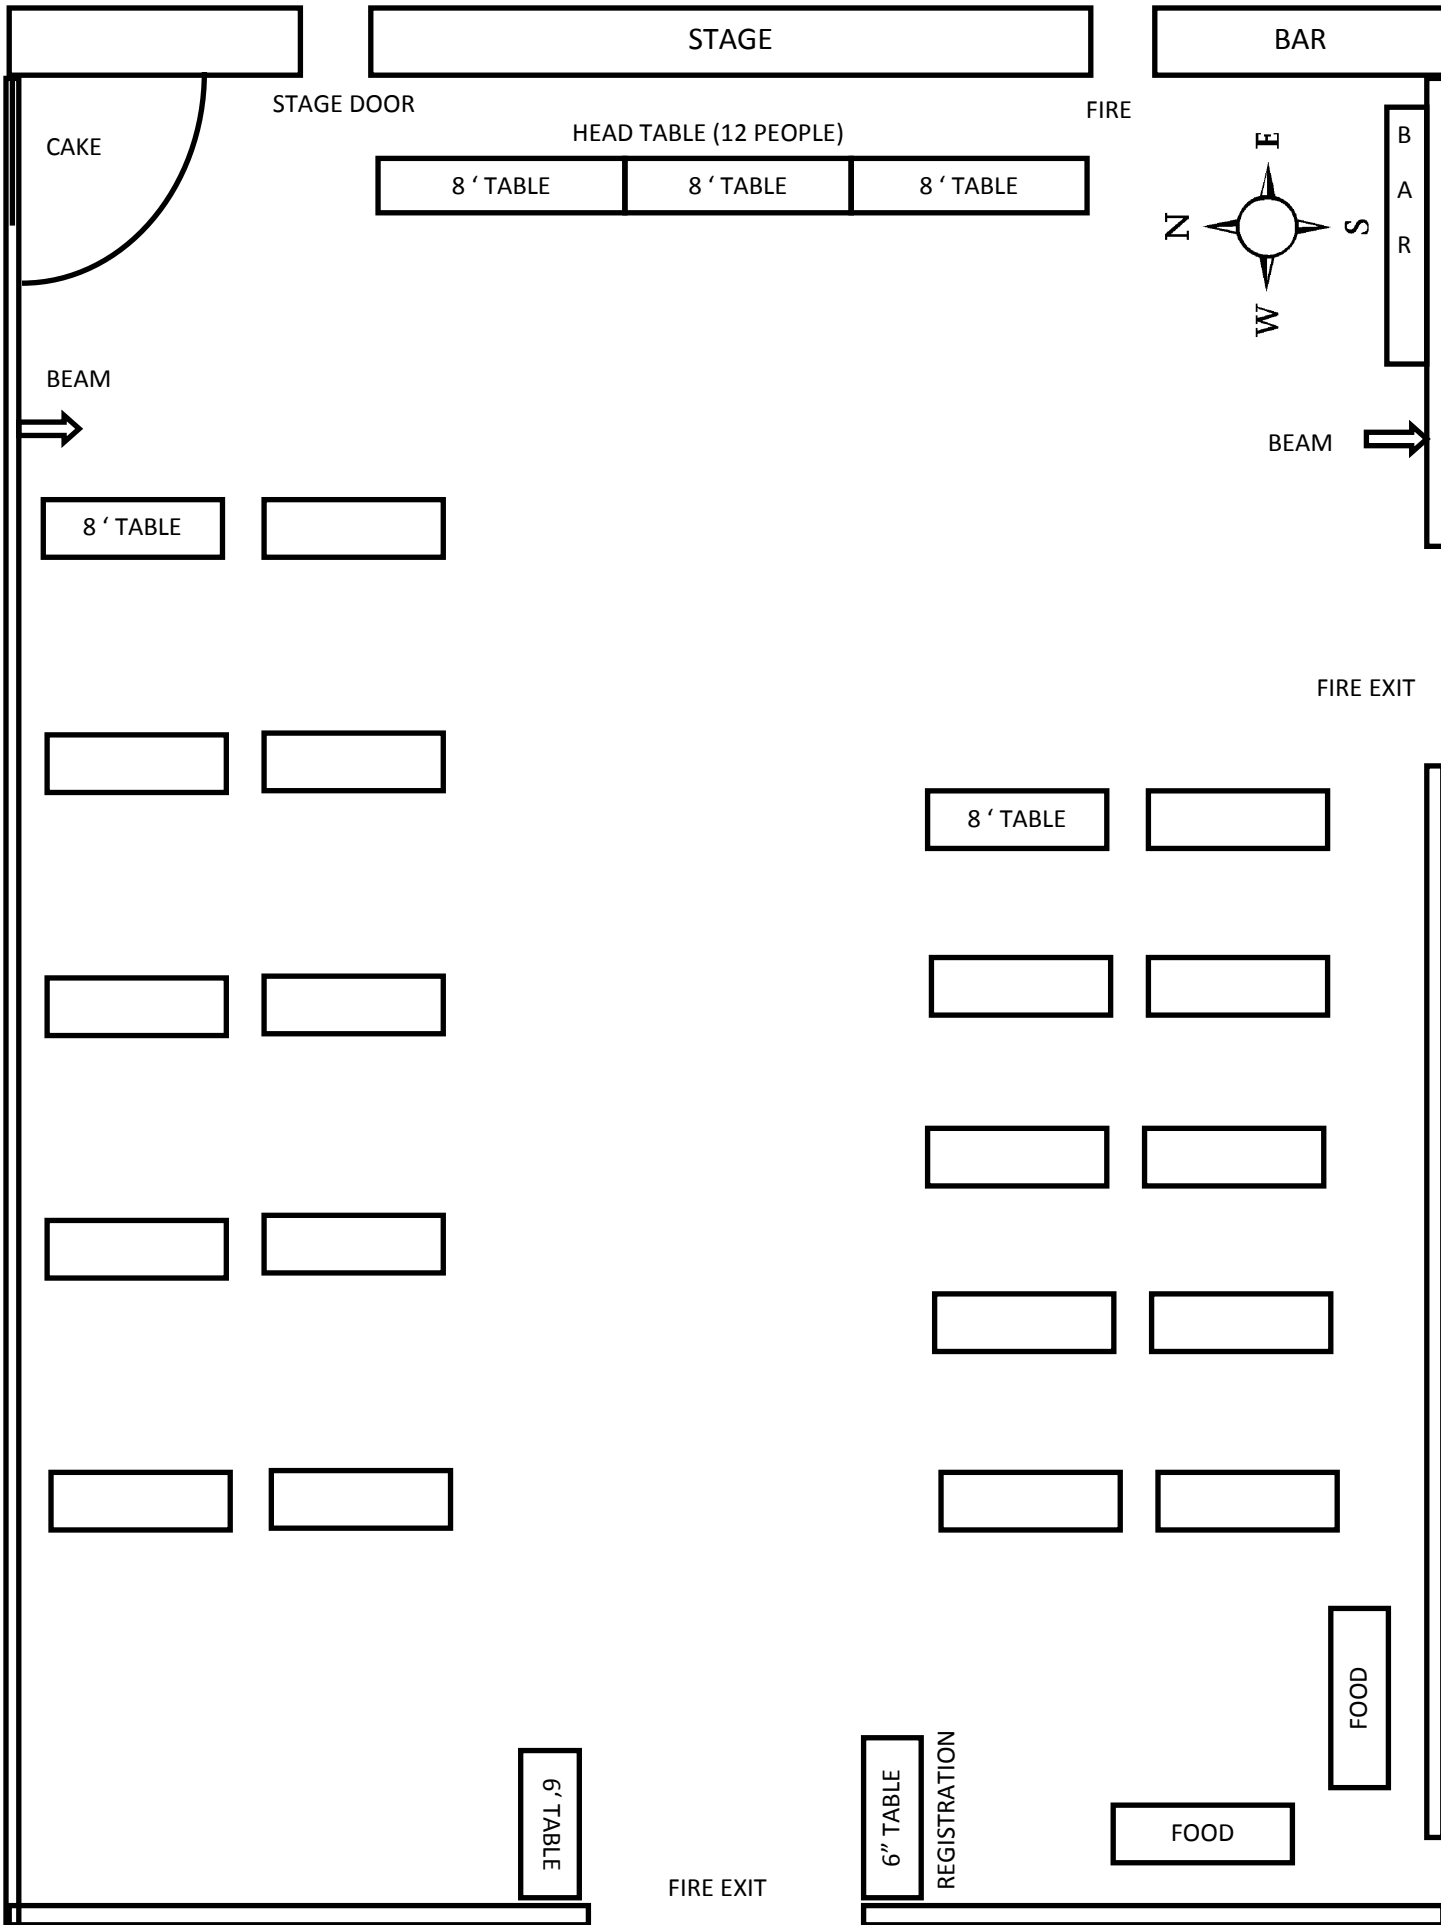 STAGE
BAR
STAGE DOOR
FIRE
CAKE
HEAD TABLE (12 PEOPLE)
8 ‘ TABLE
8 ‘ TABLE
8 ‘ TABLE
E
N
S
W
B
A
R
BEAM
BEAM
8 ‘ TABLE
FIRE EXIT
8 ‘ TABLE
FOOD
6’ TABLE
6” TABLE
REGISTRATION
FOOD
FIRE EXIT